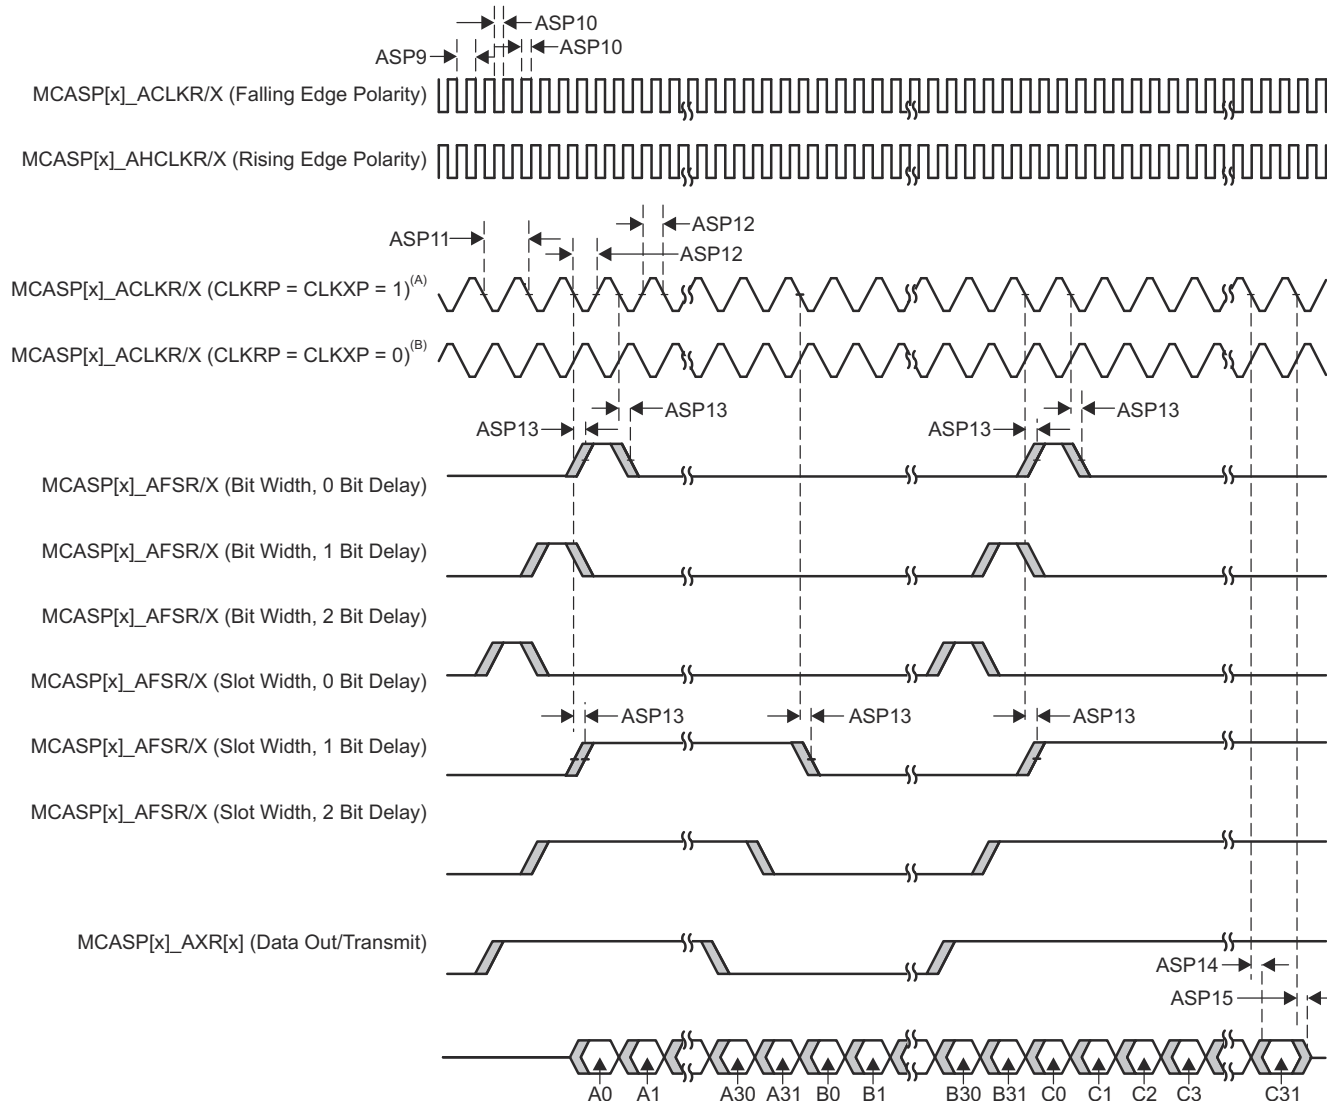 ASP10
ASP10
ASP9
MCASP[x]_ACLKR/X (Falling Edge Polarity)
MCASP[x]_AHCLKR/X (Rising Edge Polarity)
ASP12
ASP11
ASP12
MCASP[x]_ACLKR/X (CLKRP = CLKXP = 1)(A)
MCASP[x]_ACLKR/X (CLKRP = CLKXP = 0)(B)
ASP13
ASP13
ASP13
ASP13
MCASP[x]_AFSR/X (Bit Width, 0 Bit Delay)
MCASP[x]_AFSR/X (Bit Width, 1 Bit Delay)
MCASP[x]_AFSR/X (Bit Width, 2 Bit Delay)
MCASP[x]_AFSR/X (Slot Width, 0 Bit Delay)
ASP13
ASP13
ASP13
MCASP[x]_AFSR/X (Slot Width, 1 Bit Delay)
MCASP[x]_AFSR/X (Slot Width, 2 Bit Delay)
MCASP[x]_AXR[x] (Data Out/Transmit)
ASP14
ASP15
A0 A1 A30 A31 B0 B1 B30 B31 C0 C1 C2 C3 C31